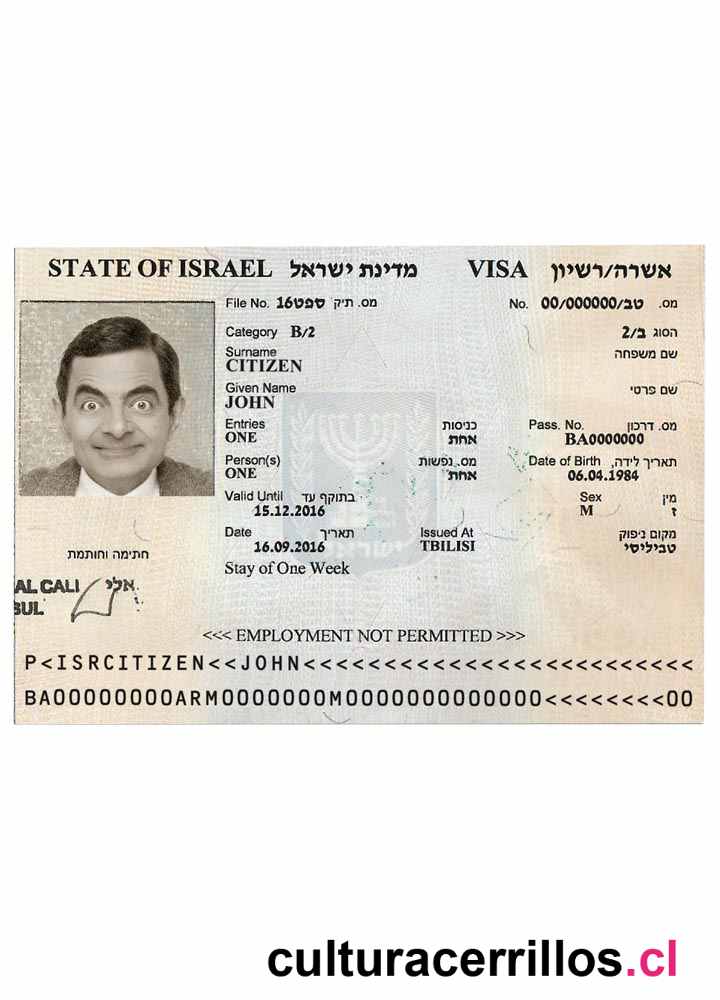 STATE OF ISRAEL מדינת ישראל VISA אשרה/רשיון
File No. ספט16 מס. תיק No. טב/00/000000 מס.
Category B/2 ב/2 הסוג
Surname שם משפחה
CITIZEN
Given Name שם פרטי
JOHN
Entries כניסות Pass. No. מס. דרכון
ONE אחת BA0000000
Person(s) מס. נפשות Date of Birth תאריך לידה,
ONE אחת 06.04.1984
Valid Until בתוקף עד Sex מין
15.12.2016 M ז
Date תאריך Issued At מקום ניפוק
16.09.2016 TBILISI טביליסי
חתימה וחותמת
Stay of One Week
AL CALI אלי
SUL
<<< EMPLOYMENT NOT PERMITTED >>>
P<ISRCITIZEN<<JOHN<<<<<<<<<<<<<<<<<<<<<<<<<<
BA00000000ARM0000000M00000000000000<<<<<<<00
culturacerrillos.cl